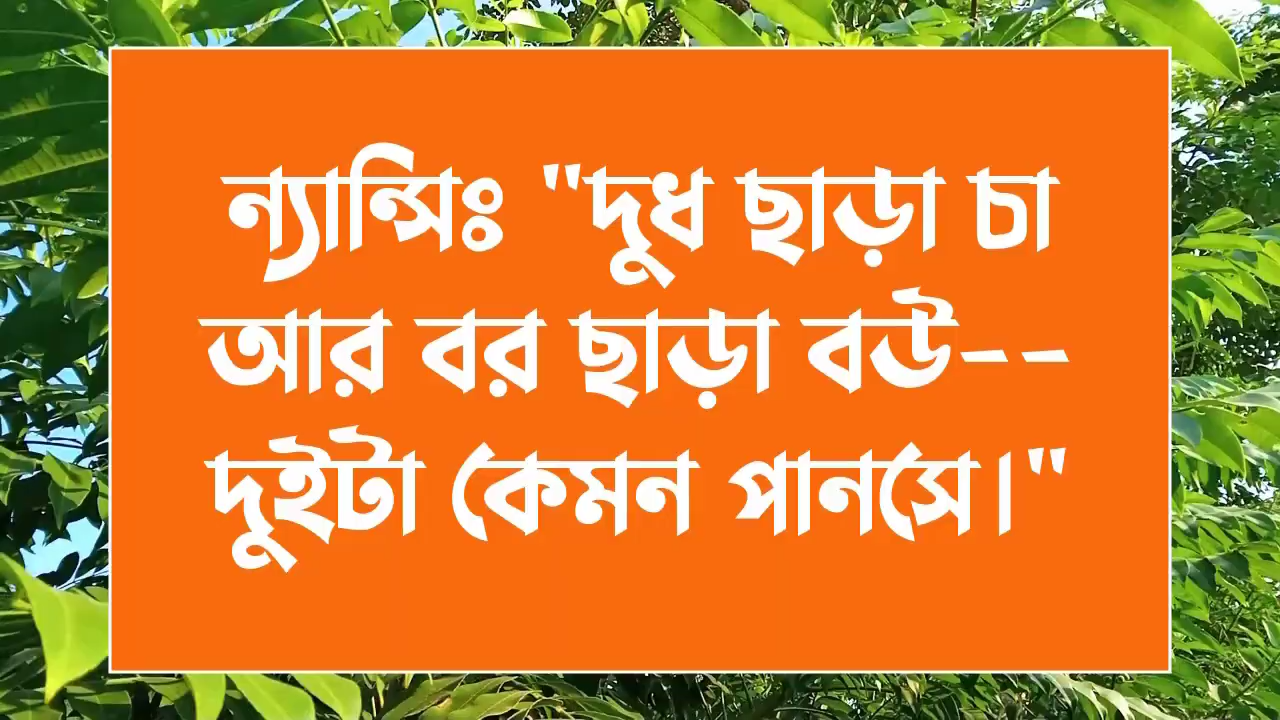 ন্যান্সিঃ "দুধ ছাড়া চা
আর বর ছাড়া বউ--
দুইটা কেমন পানসে।"